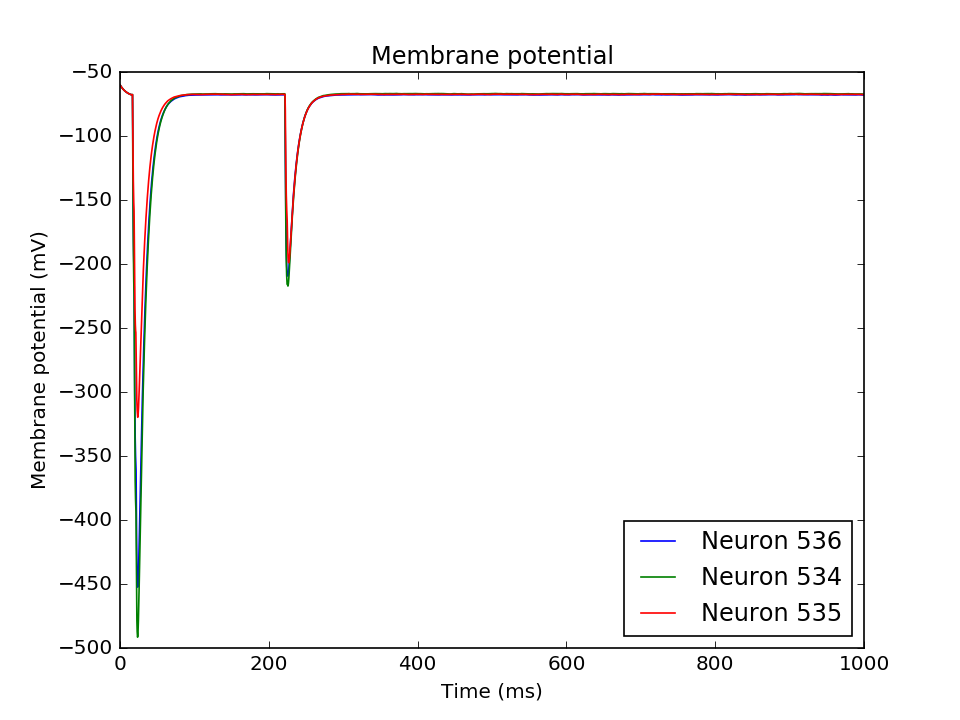 Membrane potential
Membrane potential (mV)
−50
−100
−150
−200
−250
−300
−350
−400
−450
−500
0 200 400 600 800 1000
Time (ms)
Neuron 536
Neuron 534
Neuron 535